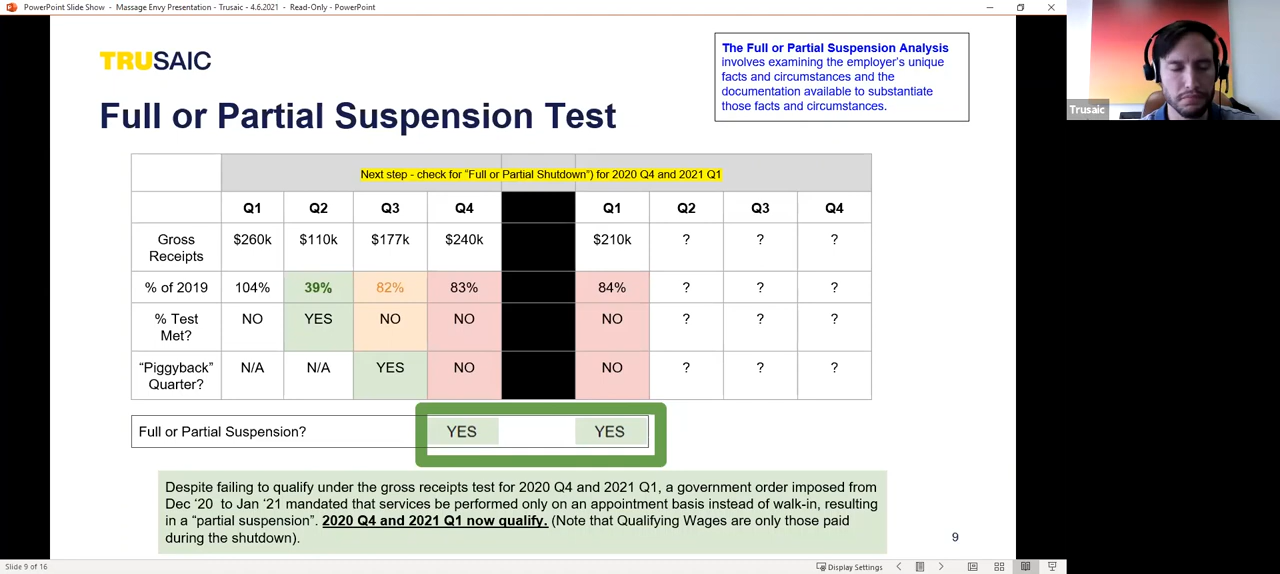 PowerPoint Slide Show - Massage Envy Presentation - Trusaic - 4.6.2021 - Read-Only - PowerPoint
TRUSAIC
The Full or Partial Suspension Analysis
involves examining the employer's unique
facts and circumstances and the
documentation available to substantiate
those facts and circumstances.
Trusaic
Full or Partial Suspension Test
Next step - check for “Full or Partial Shutdown”) for 2020 Q4 and 2021 Q1
Q1 Q2 Q3 Q4 Q1 Q2 Q3 Q4
Gross
Receipts
$260k $110k $177k $240k $210k ? ? ?
% of 2019 104% 39% 82% 83% 84% ? ? ?
% Test
Met?
NO YES NO NO NO ? ? ?
“Piggyback”
Quarter?
N/A N/A YES NO NO ? ? ?
Full or Partial Suspension? YES YES
Despite failing to qualify under the gross receipts test for 2020 Q4 and 2021 Q1, a government order imposed from
Dec ‘20 to Jan ‘21 mandated that services be performed only on an appointment basis instead of walk-in, resulting
in a “partial suspension”. 2020 Q4 and 2021 Q1 now qualify. (Note that Qualifying Wages are only those paid
during the shutdown).
9
Slide 9 of 16
Display Settings